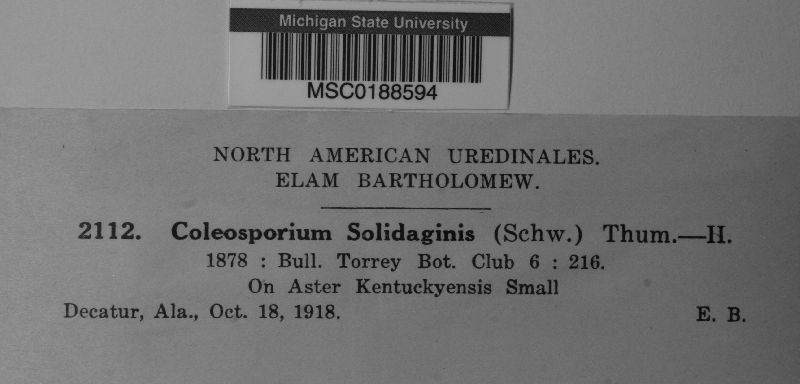 Michigan State University
MSC0188594
NORTH AMERICAN UREDINALES.
ELAM BARTHOLOMEW.
2112. Coleosporium Solidaginis (Schw.) Thum.—II.
1878 : Bull. Torrey Bot. Club 6 : 216.
On Aster Kentuckyensis Small
Decatur, Ala., Oct. 18, 1918. E. B.